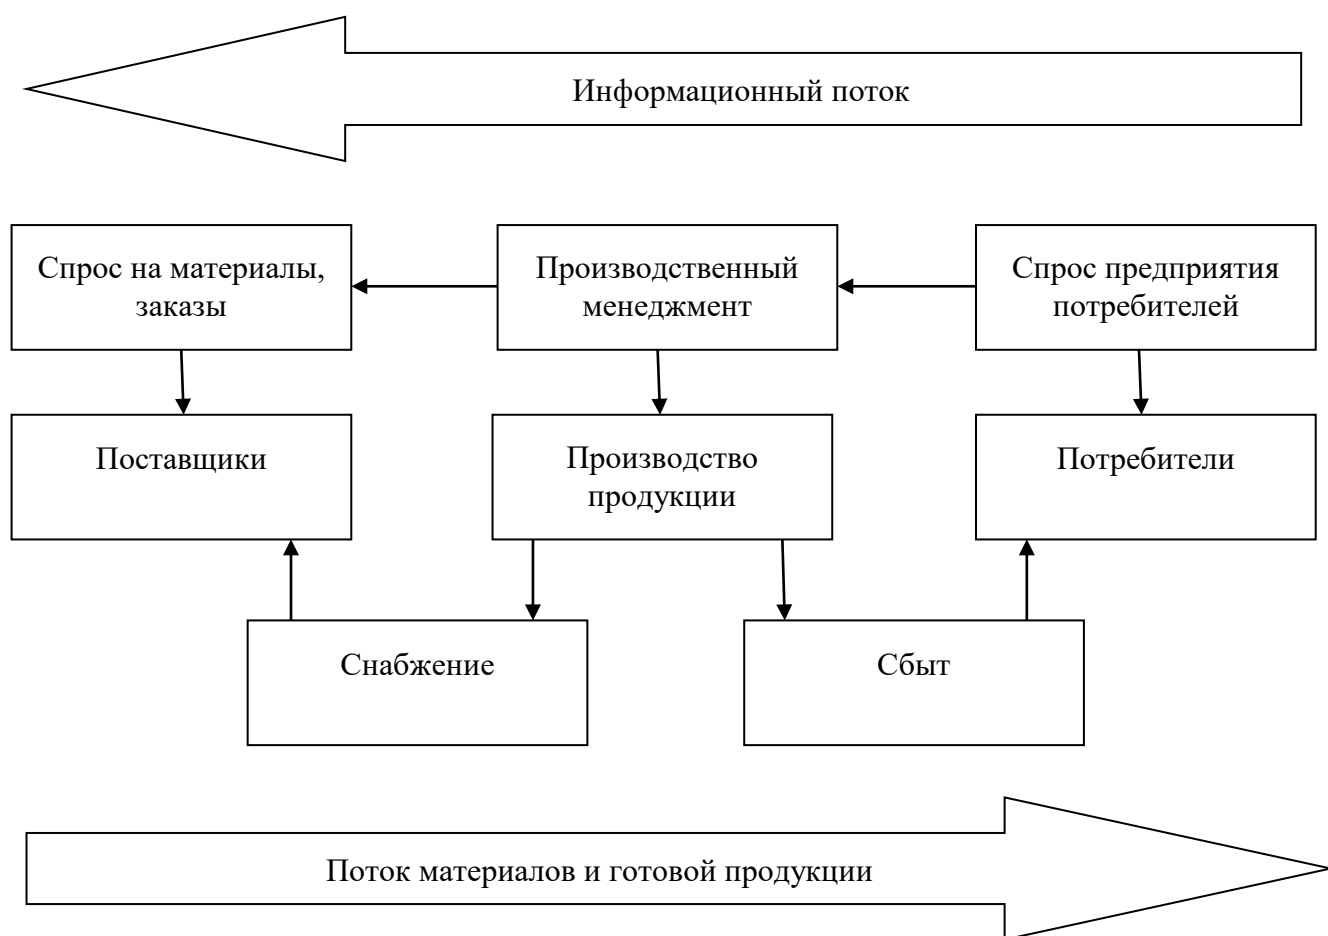 Информационный поток
Спрос на материалы,
заказы
Производственный
менеджмент
Спрос предприятия
потребителей
Поставщики
Производство
продукции
Потребители
Снабжение
Сбыт
Поток материалов и готовой продукции